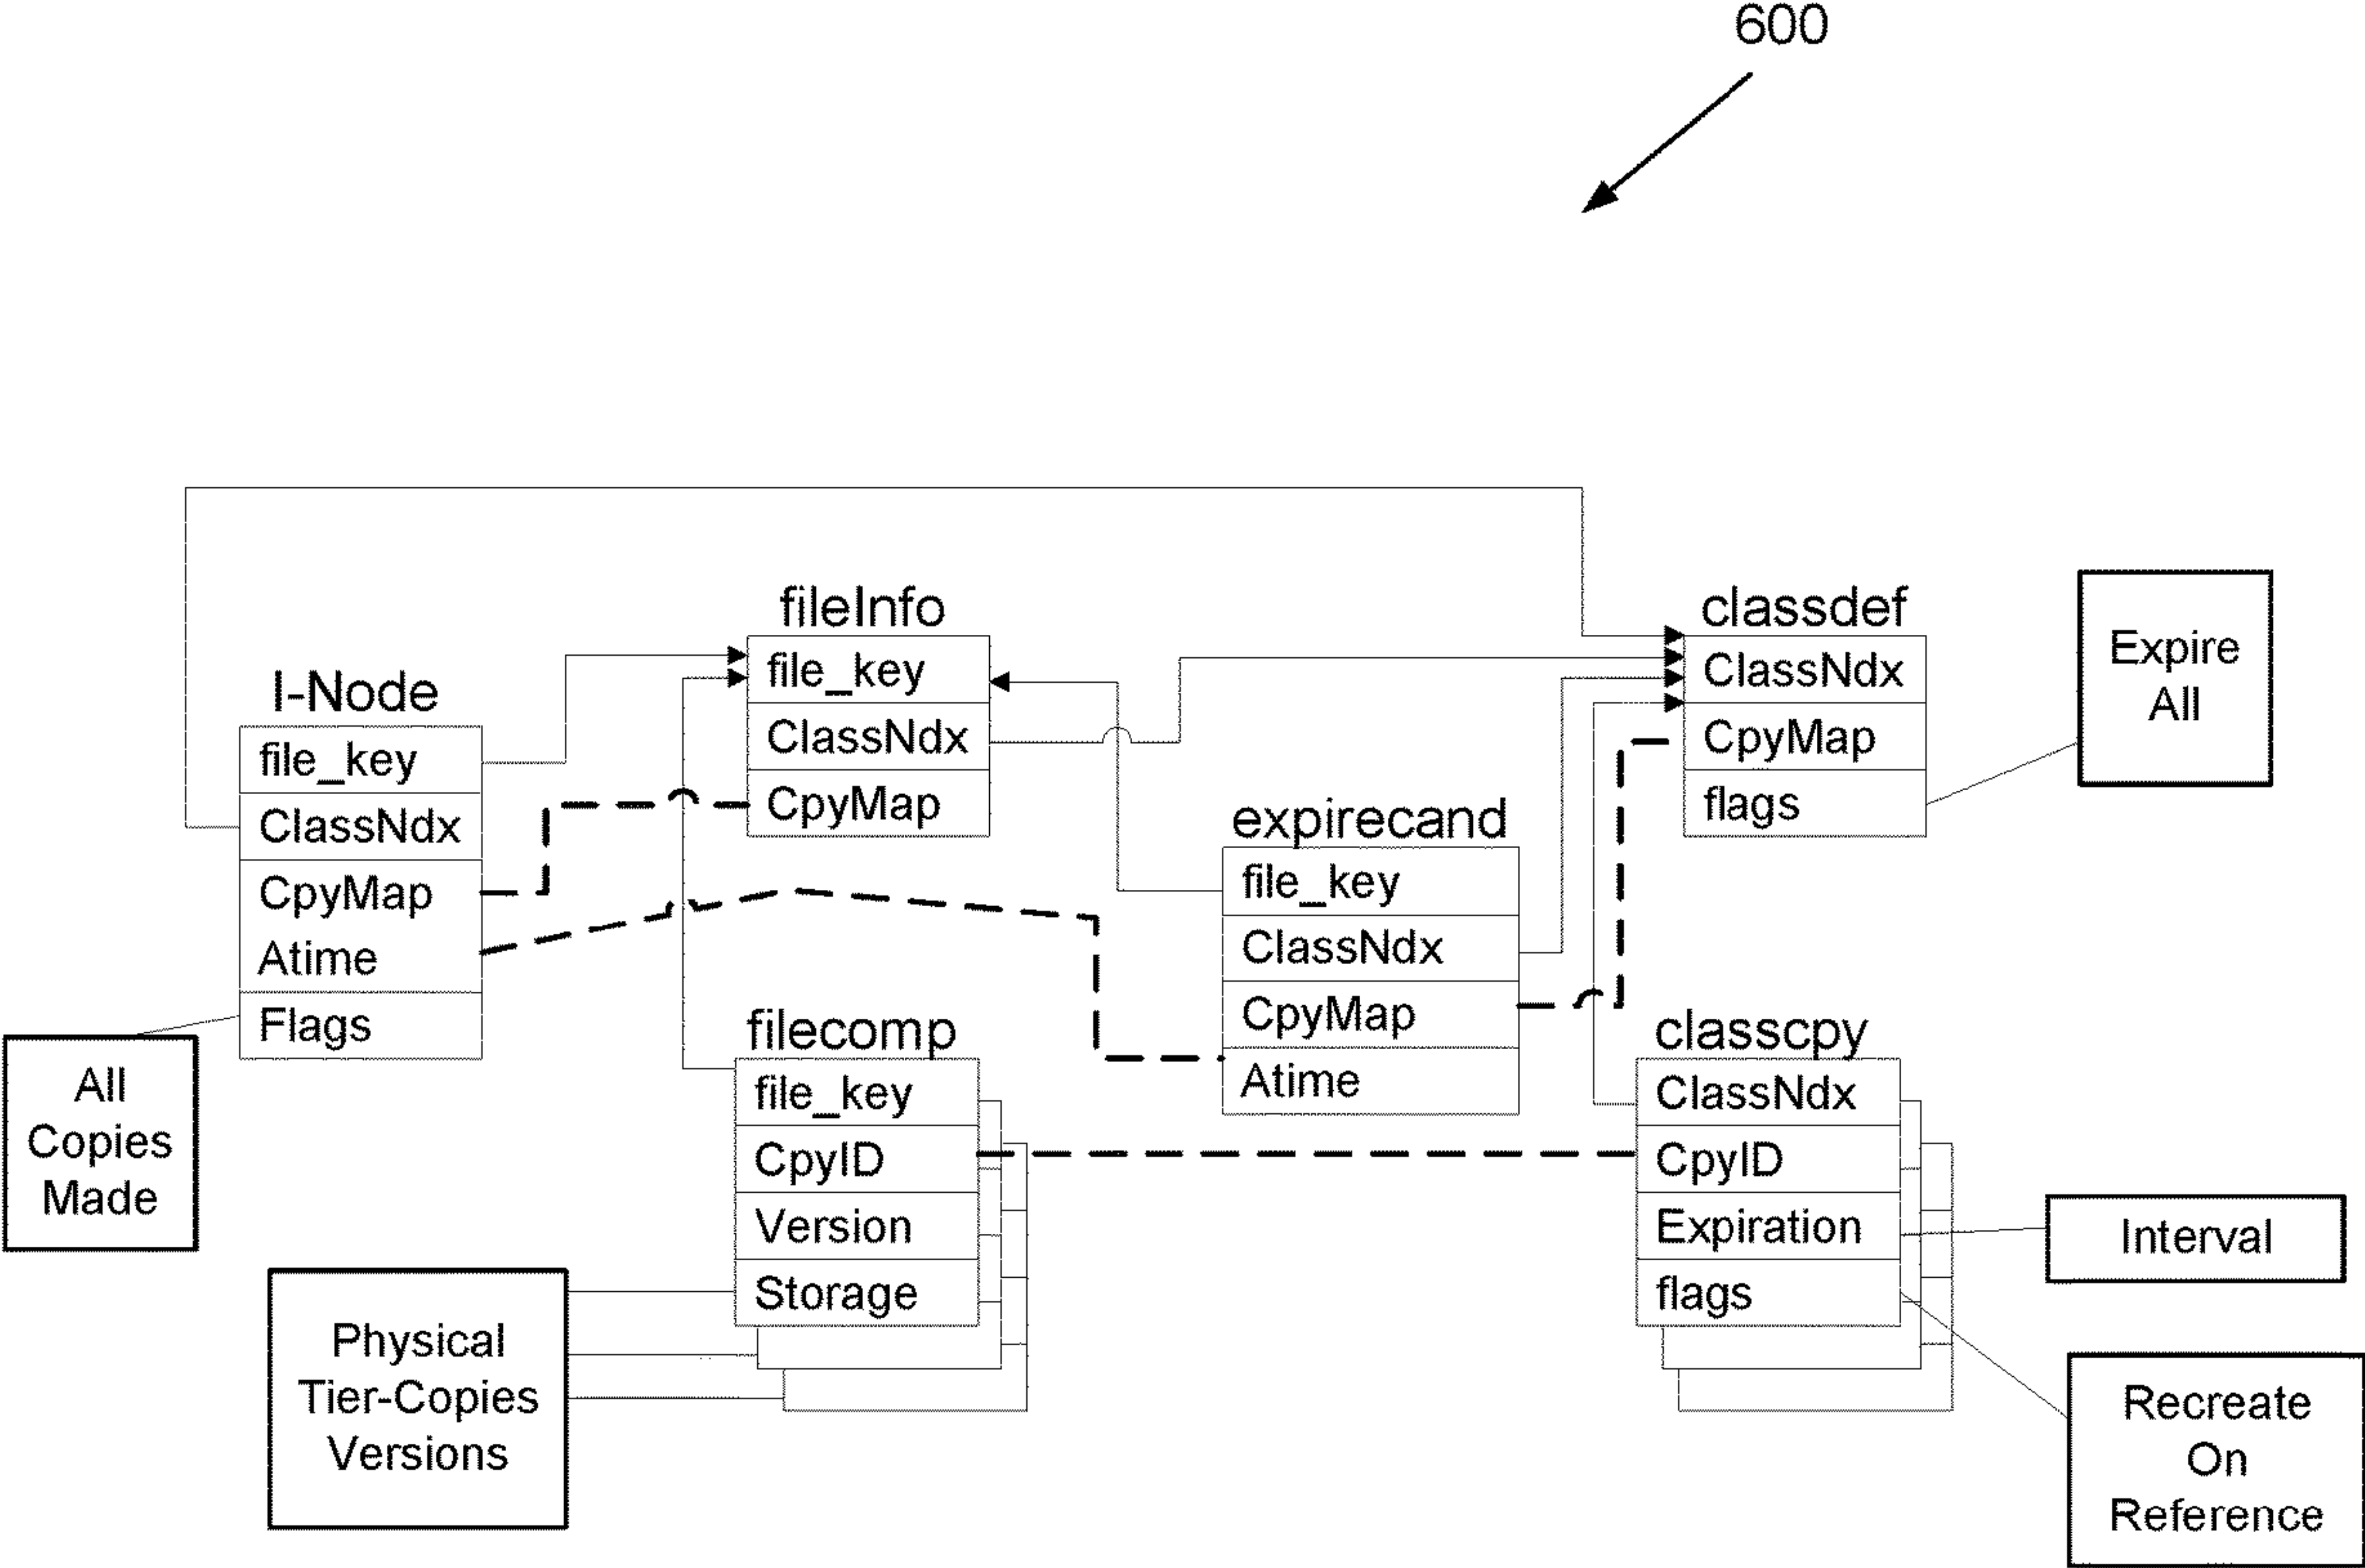 600
I-Node
file_key
ClassNdx
CpyMap
Atime
Flags
All
Copies
Made
fileInfo
file_key
ClassNdx
CpyMap
filecomp
file_key
CpyID
Version
Storage
Physical
Tier-Copies
Versions
expirecand
file_key
ClassNdx
CpyMap
Atime
classdef
ClassNdx
CpyMap
flags
Expire
All
classcpy
ClassNdx
CpyID
Expiration
flags
Interval
Recreate
On
Reference